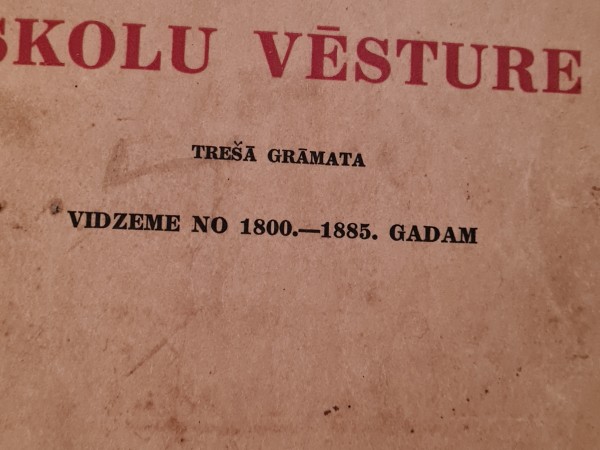 SKOLU VĒSTURE
TREŠĀ GRĀMATA
VIDZEME NO 1800.—1885. GADAM